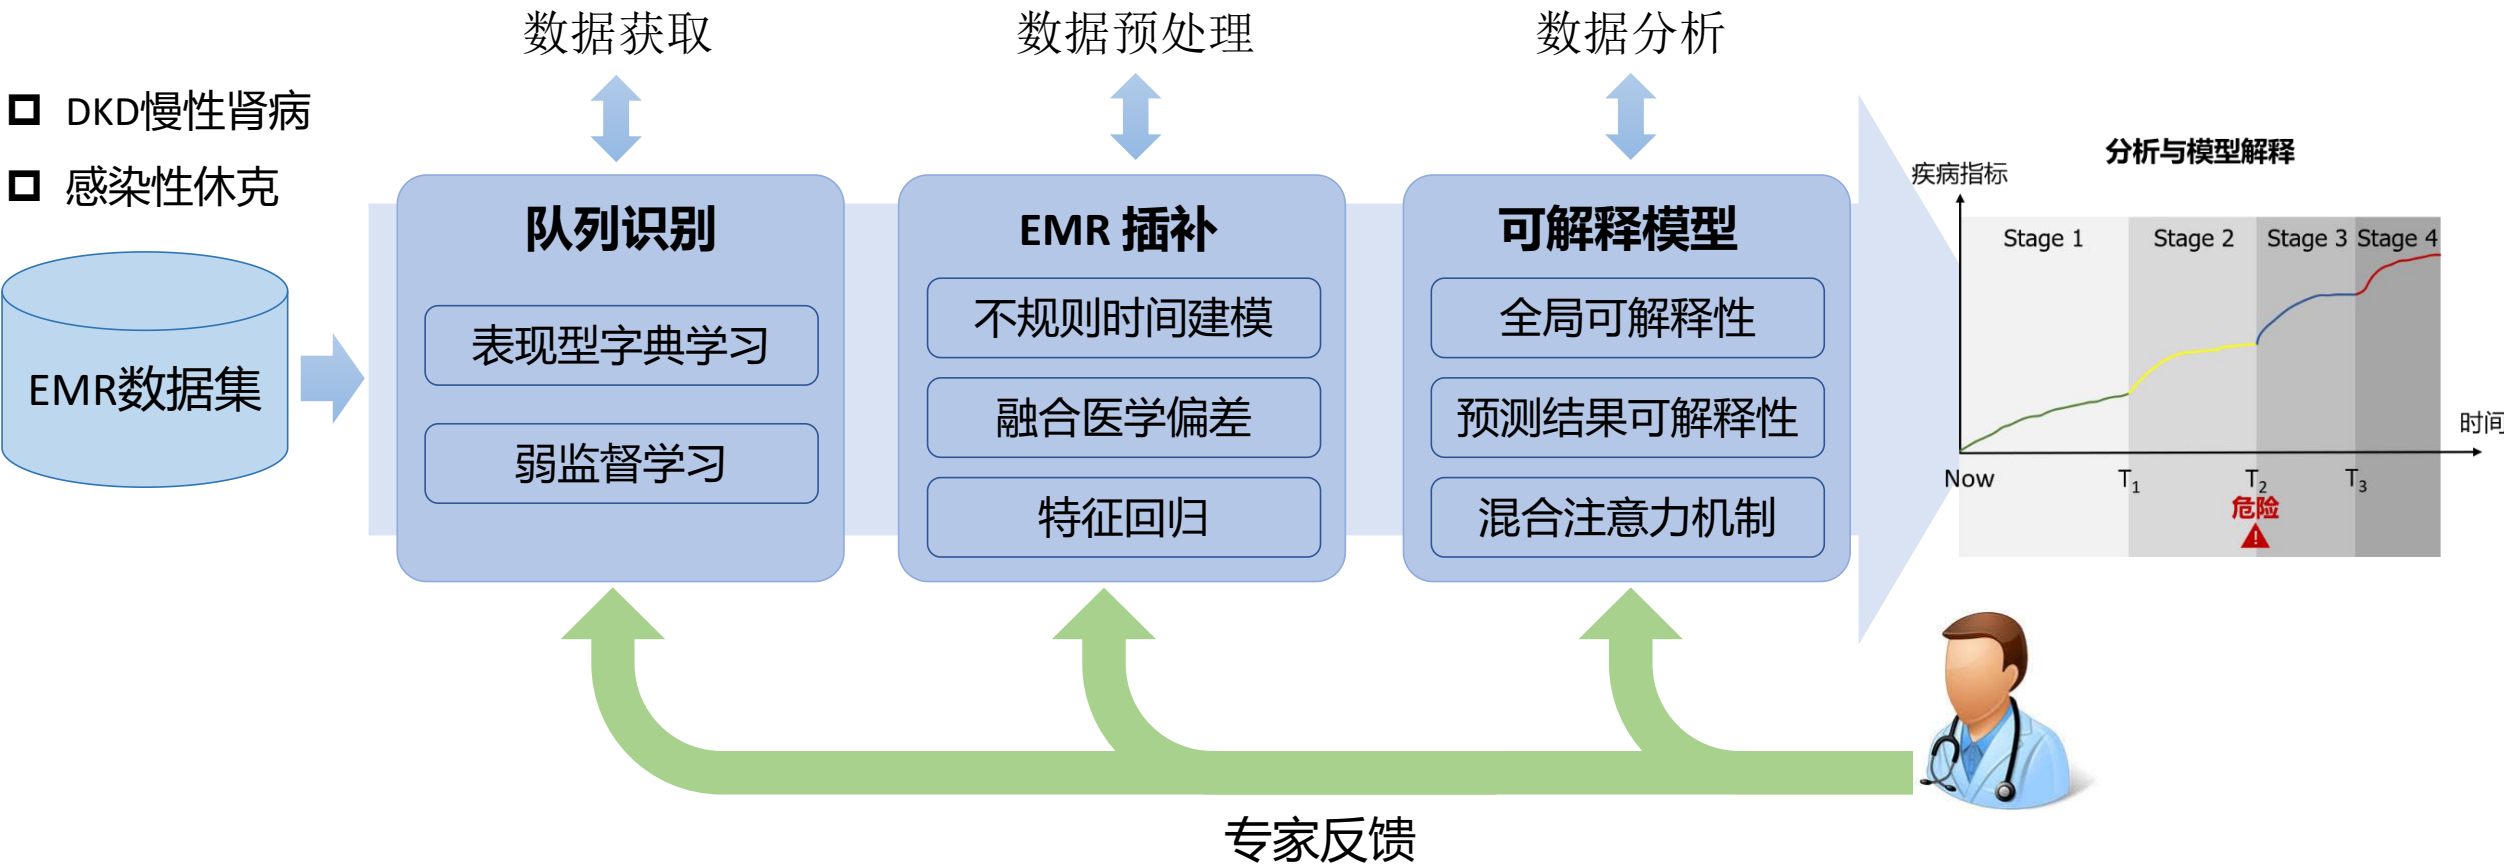 数据获取
数据预处理
数据分析
DKD慢性肾病
感染性休克
EMR数据集
队列识别
表现型字典学习
弱监督学习
EMR 插补
不规则时间建模
融合医学偏差
特征回归
可解释模型
全局可解释性
预测结果可解释性
混合注意力机制
分析与模型解释
疾病指标
Stage 1
Stage 2
Stage 3
Stage 4
时间
Now
T1
T2
T3
危险
!
专家反馈